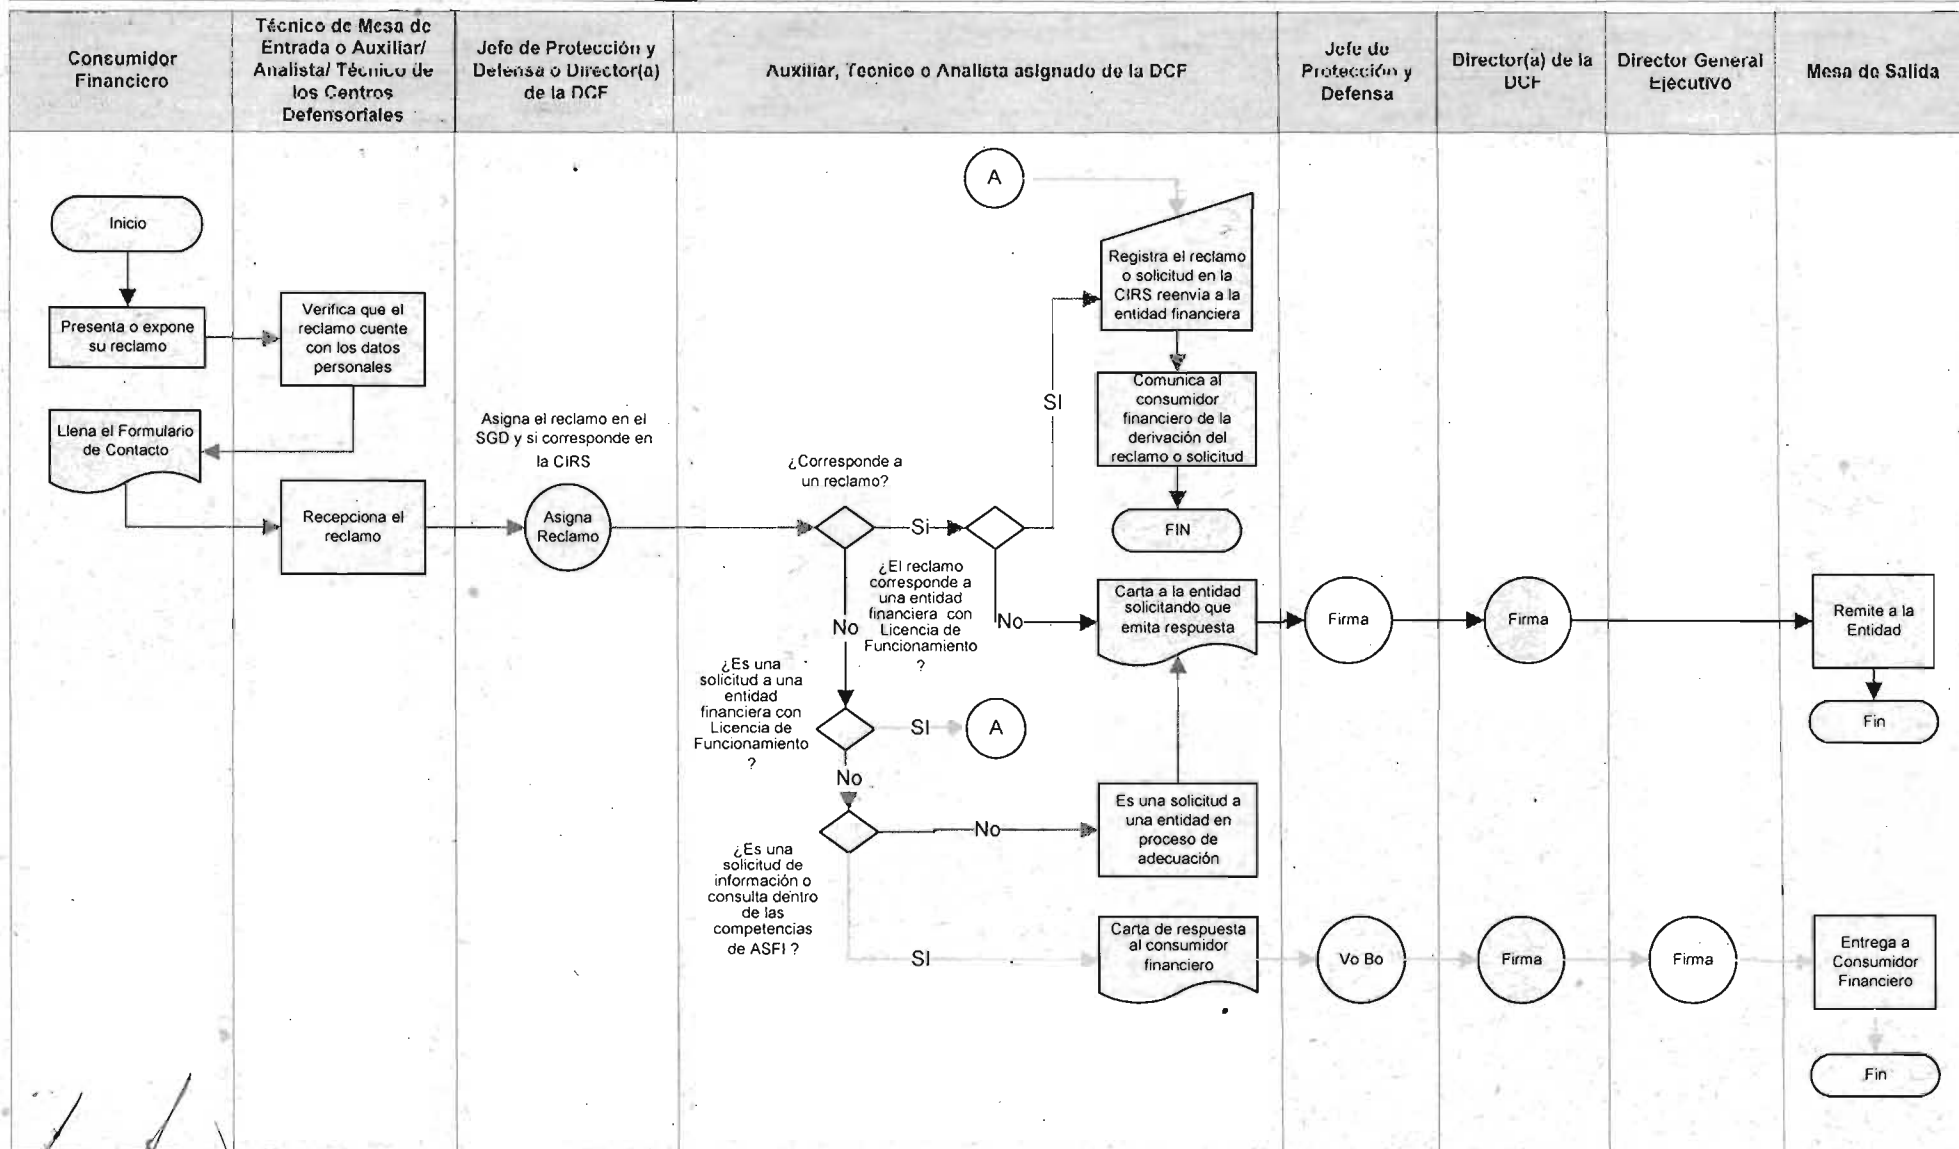 Consumidor
Financiero
Técnico de Mesa de
Entrada o Auxiliar/
Analista/ Técnico de
los Centros
Defensoriales
Jefe de Protección y
Defensa o Director(a)
de la DCF
Auxiliar, Tecnico o Analista asignado de la DCF
Jefe de
Protección y
Defensa
Director(a) de la
DCF
Director General
Ejecutivo
Mesa de Salida
Inicio
Presenta o expone
su reclamo
Verifica que el
reclamo cuente
con los datos
personales
Llena el Formulario
de Contacto
Recepciona el
reclamo
Asigna el reclamo en el
SGD y si corresponde en
la CIRS
Asigna
Reclamo
¿Corresponde a
un reclamo?
Si
No
¿El reclamo
corresponde a
una entidad
financiera con
Licencia de
Funcionamiento
?
SI
No
A
Registra el reclamo
o solicitud en la
CIRS reenvia a la
entidad financiera
Comunica al
consumidor
financiero de la
derivación del
reclamo o solicitud
FIN
Carta a la entidad
solicitando que
emita respuesta
Firma
Firma
Remite a la
Entidad
Fin
¿Es una
solicitud a una
entidad
financiera con
Licencia de
Funcionamiento
?
SI
A
No
¿Es una
solicitud de
información o
consulta dentro
de las
competencias
de ASFI ?
No
Es una solicitud a
una entidad en
proceso de
adecuación
SI
Carta de respuesta
al consumidor
financiero
Vo Bo
Firma
Firma
Entrega a
Consumidor
Financiero
Fin